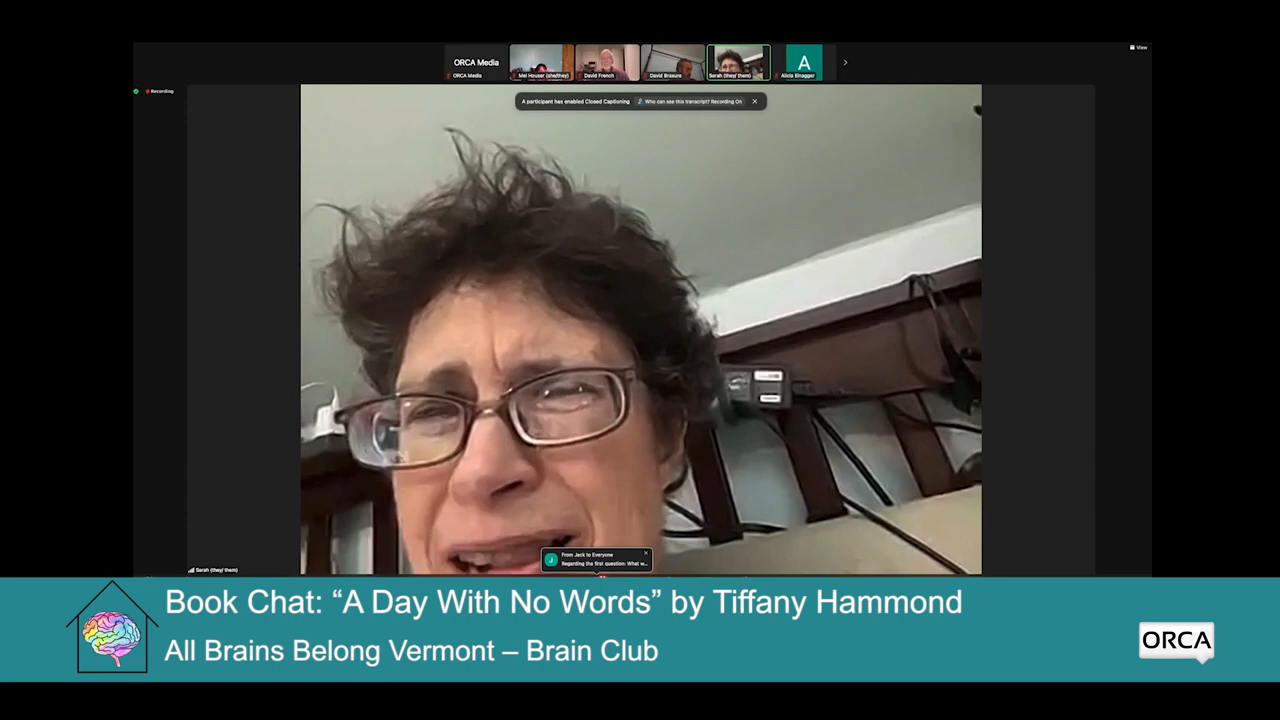 View
ORCA Media
ORCA Media
Mel Houser (she/they)
David French
David Brasure
Sarah (they/ them)
A
Alicia Elnagger
Recording
A participant has enabled Closed Captioning
Who can see this transcript? Recording On
From Jack to Everyone
J
Regarding the first question: What w...
Sarah (they/ them)
Book Chat: “A Day With No Words” by Tiffany Hammond
All Brains Belong Vermont – Brain Club
ORCA